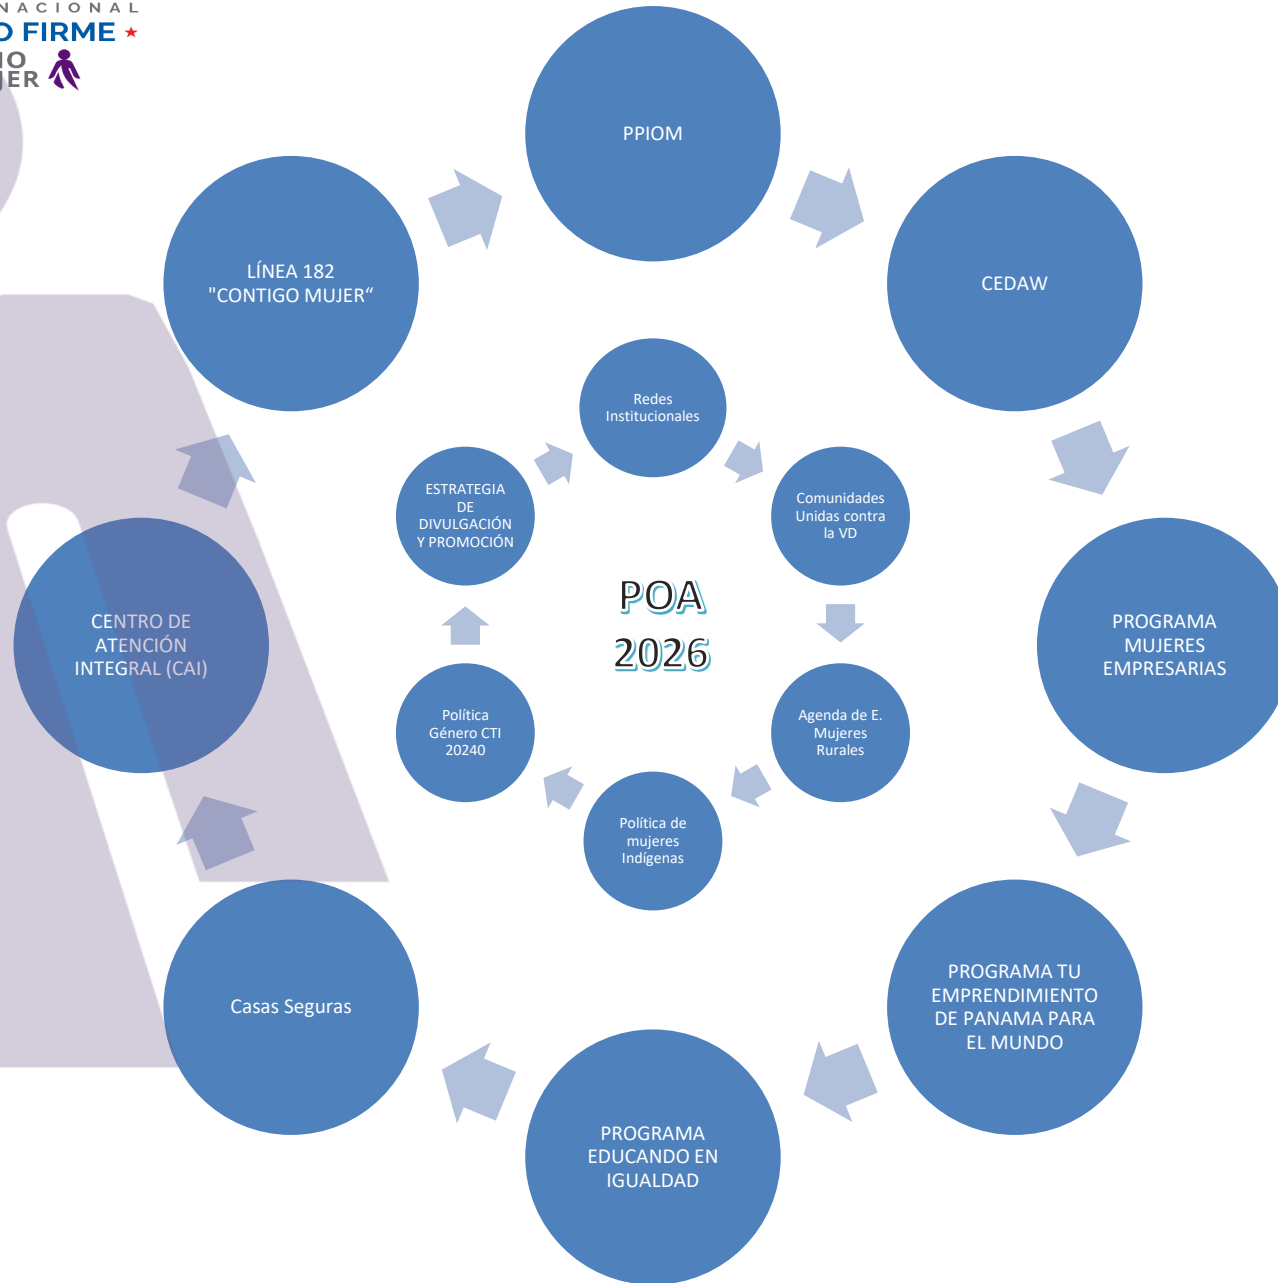 NACIONAL
O FIRME
IO
JER
PPIOM
LÍNEA 182
"CONTIGO MUJER“
CEDAW
Redes
Institucionales
ESTRATEGIA
DE
DIVULGACIÓN
Y PROMOCIÓN
Comunidades
Unidas contra
la VD
POA
2026
CENTRO DE
ATENCIÓN
INTEGRAL (CAI)
PROGRAMA
MUJERES
EMPRESARIAS
Política
Género CTI
20240
Agenda de E.
Mujeres
Rurales
Política de
mujeres
Indígenas
Casas Seguras
PROGRAMA TU
EMPRENDIMIENTO
DE PANAMA PARA
EL MUNDO
PROGRAMA
EDUCANDO EN
IGUALDAD